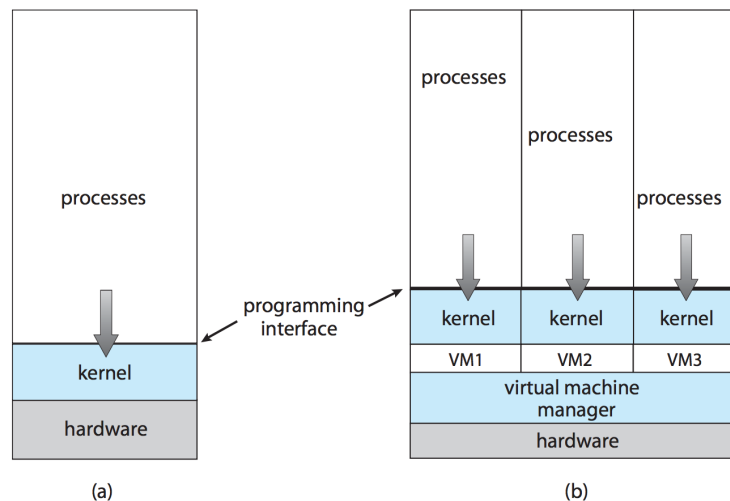 processes
kernel
hardware
(a)
programming
interface
processes
processes
processes
kernel
kernel
kernel
VM1
VM2
VM3
virtual machine
manager
hardware
(b)